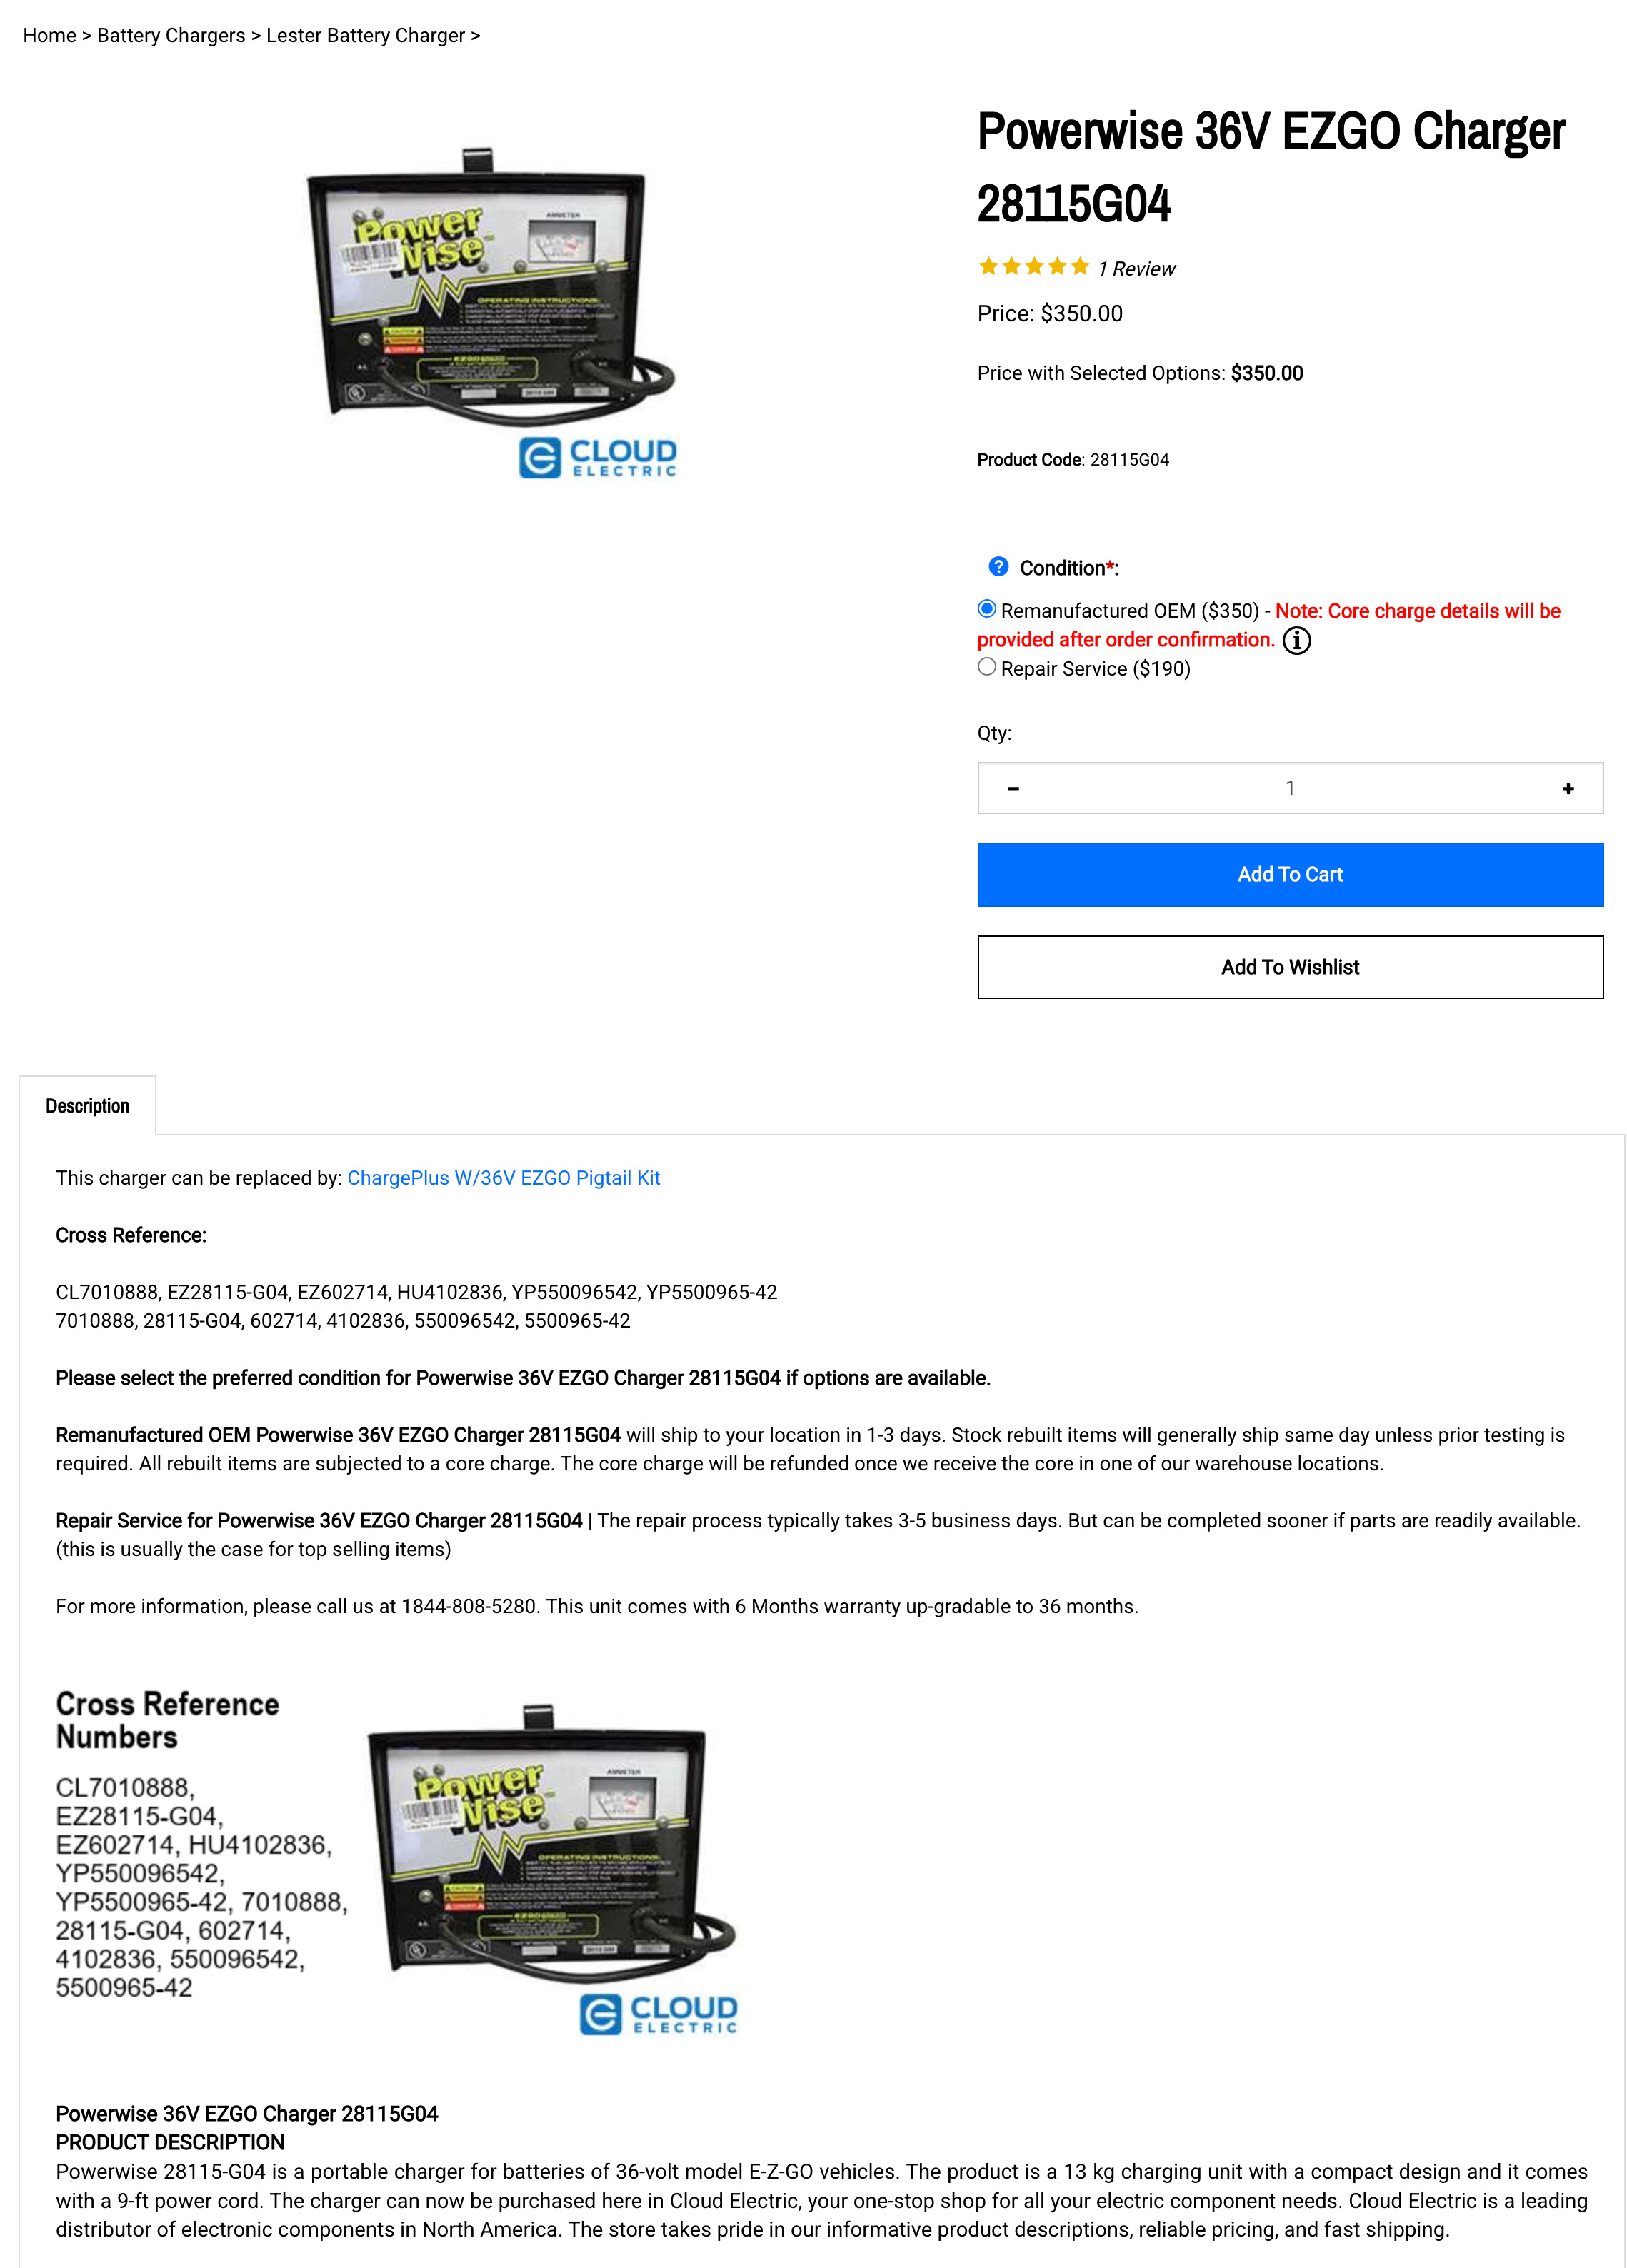 Home > Battery Chargers > Lester Battery Charger >
Power
Wise
AMMETER
OPERATING INSTRUCTIONS:
CLOUD
ELECTRIC
Powerwise 36V EZGO Charger
28115G04
1 Review
Price: $350.00
Price with Selected Options: $350.00
Product Code: 28115G04
? Condition*:
Remanufactured OEM ($350) - Note: Core charge details will be
provided after order confirmation.
Repair Service ($190)
Qty:
− 1 +
Add To Cart
Add To Wishlist
Description
This charger can be replaced by: ChargePlus W/36V EZGO Pigtail Kit
Cross Reference:
CL7010888, EZ28115-G04, EZ602714, HU4102836, YP550096542, YP5500965-42
7010888, 28115-G04, 602714, 4102836, 550096542, 5500965-42
Please select the preferred condition for Powerwise 36V EZGO Charger 28115G04 if options are available.
Remanufactured OEM Powerwise 36V EZGO Charger 28115G04 will ship to your location in 1-3 days. Stock rebuilt items will generally ship same day unless prior testing is
required. All rebuilt items are subjected to a core charge. The core charge will be refunded once we receive the core in one of our warehouse locations.
Repair Service for Powerwise 36V EZGO Charger 28115G04 | The repair process typically takes 3-5 business days. But can be completed sooner if parts are readily available.
(this is usually the case for top selling items)
For more information, please call us at 1844-808-5280. This unit comes with 6 Months warranty up-gradable to 36 months.
Cross Reference
Numbers
CL7010888,
EZ28115-G04,
EZ602714, HU4102836,
YP550096542,
YP5500965-42, 7010888,
28115-G04, 602714,
4102836, 550096542,
5500965-42
Power
Wise
AMMETER
OPERATING INSTRUCTIONS:
CLOUD
ELECTRIC
Powerwise 36V EZGO Charger 28115G04
PRODUCT DESCRIPTION
Powerwise 28115-G04 is a portable charger for batteries of 36-volt model E-Z-GO vehicles. The product is a 13 kg charging unit with a compact design and it comes
with a 9-ft power cord. The charger can now be purchased here in Cloud Electric, your one-stop shop for all your electric component needs. Cloud Electric is a leading
distributor of electronic components in North America. The store takes pride in our informative product descriptions, reliable pricing, and fast shipping.